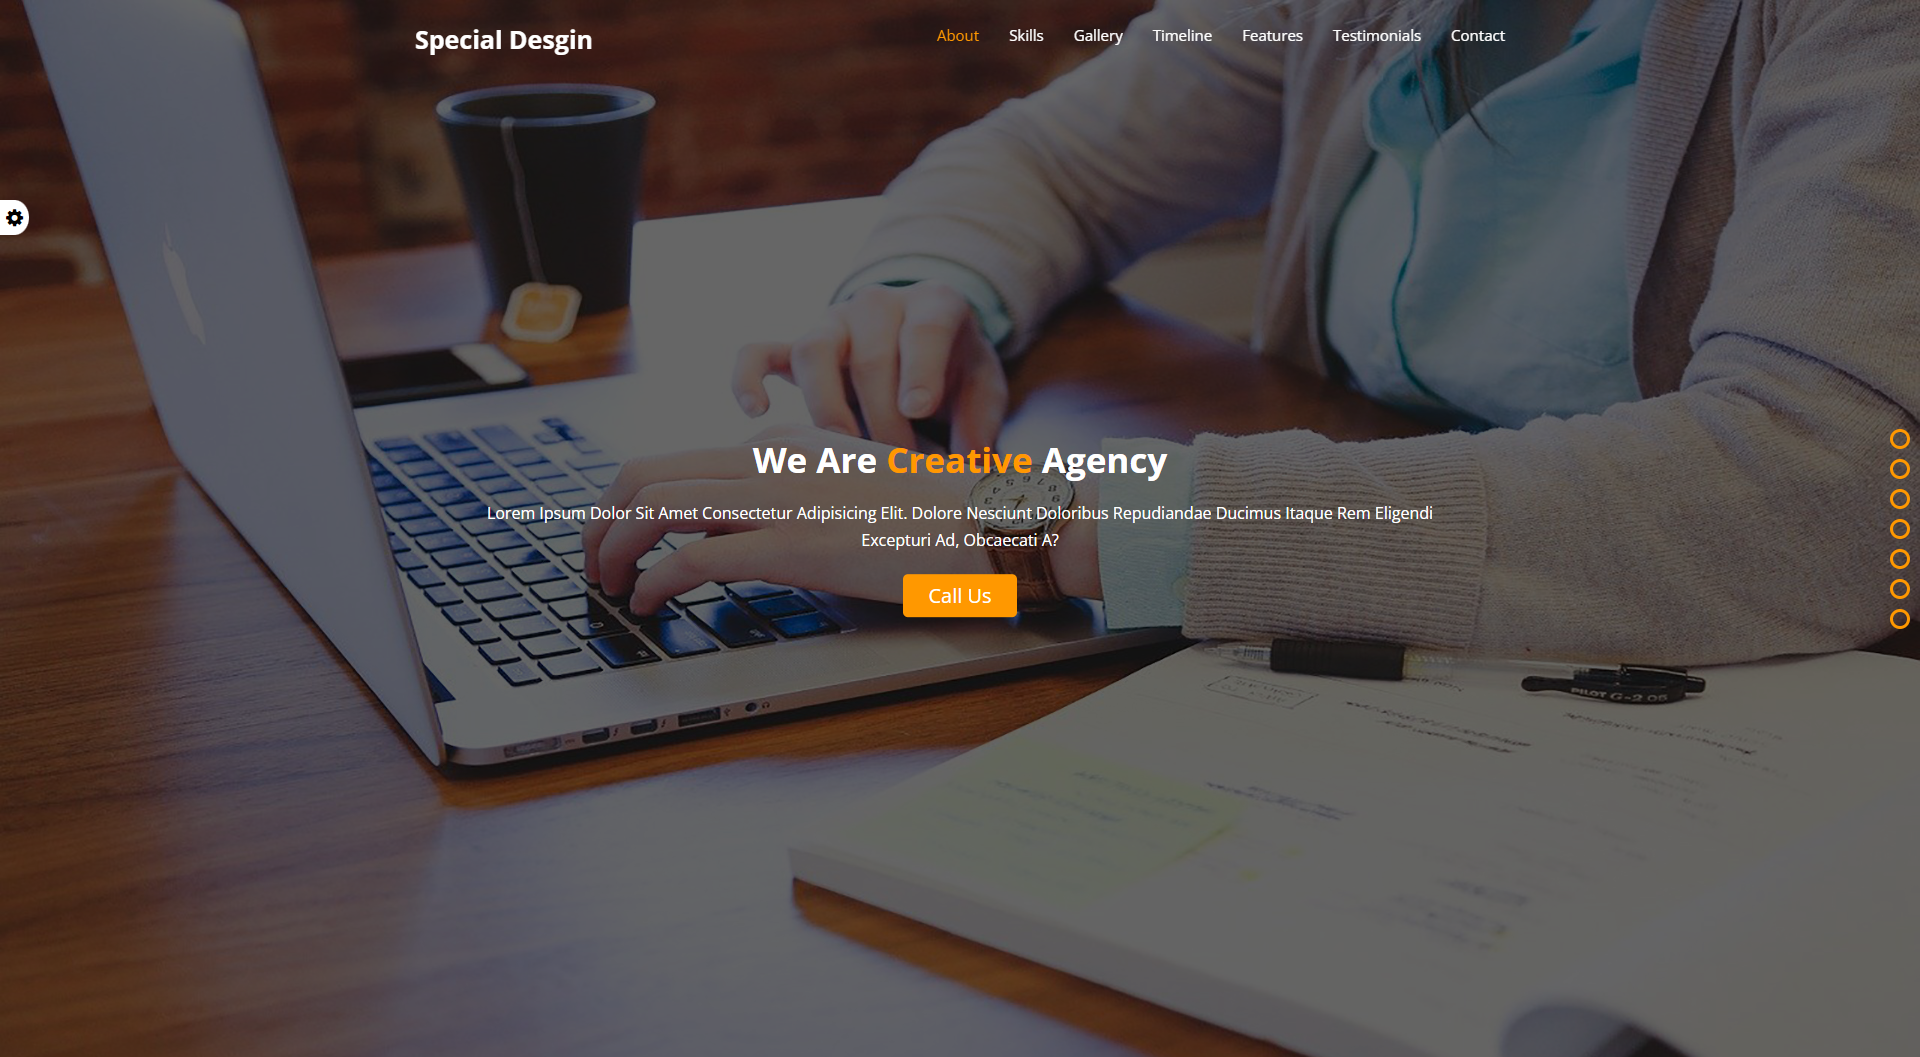 Special Desgin
About Skills Gallery Timeline Features Testimonials Contact
We Are Creative Agency
Lorem Ipsum Dolor Sit Amet Consectetur Adipisicing Elit. Dolore Nesciunt Doloribus Repudiandae Ducimus Itaque Rem Eligendi
Excepturi Ad, Obcaecati A?
Call Us
PILOT G-2 05